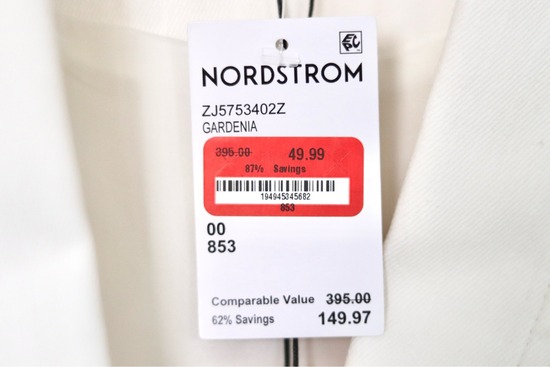 NORDSTROM
ZJ5753402Z
GARDENIA
395.00 49.99
87% Savings
194945345682
853
00
853
Comparable Value 395.00
62% Savings 149.97